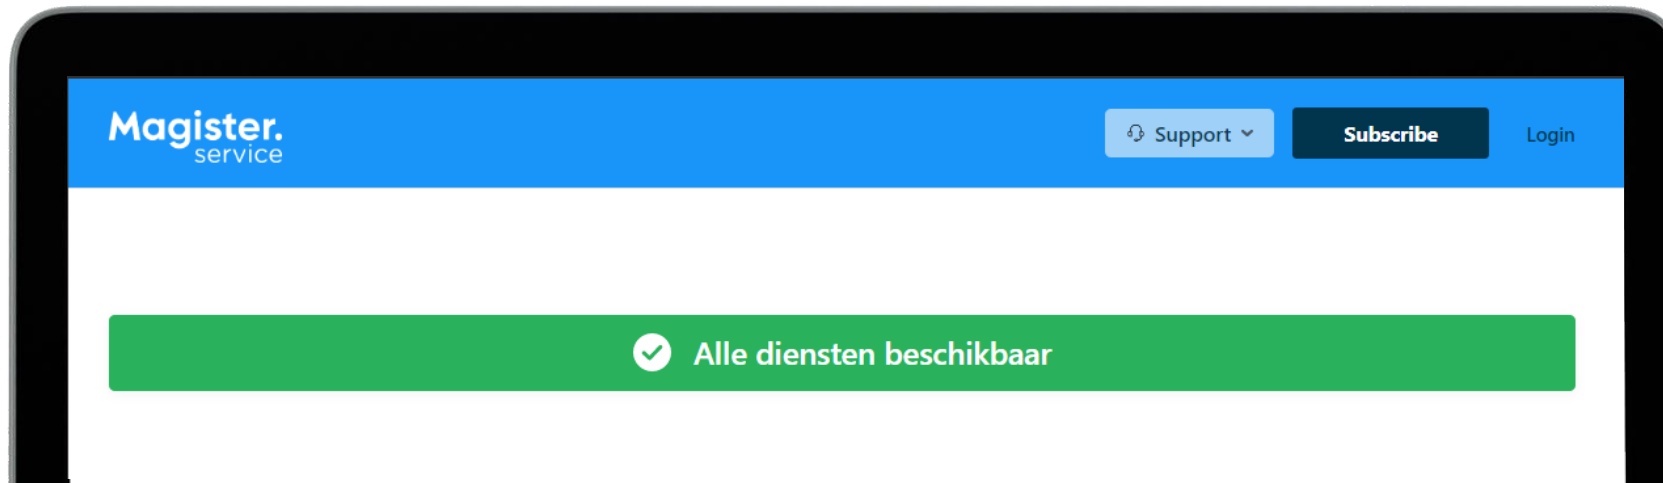 Magister.
service
Support
Subscribe
Login
Alle diensten beschikbaar